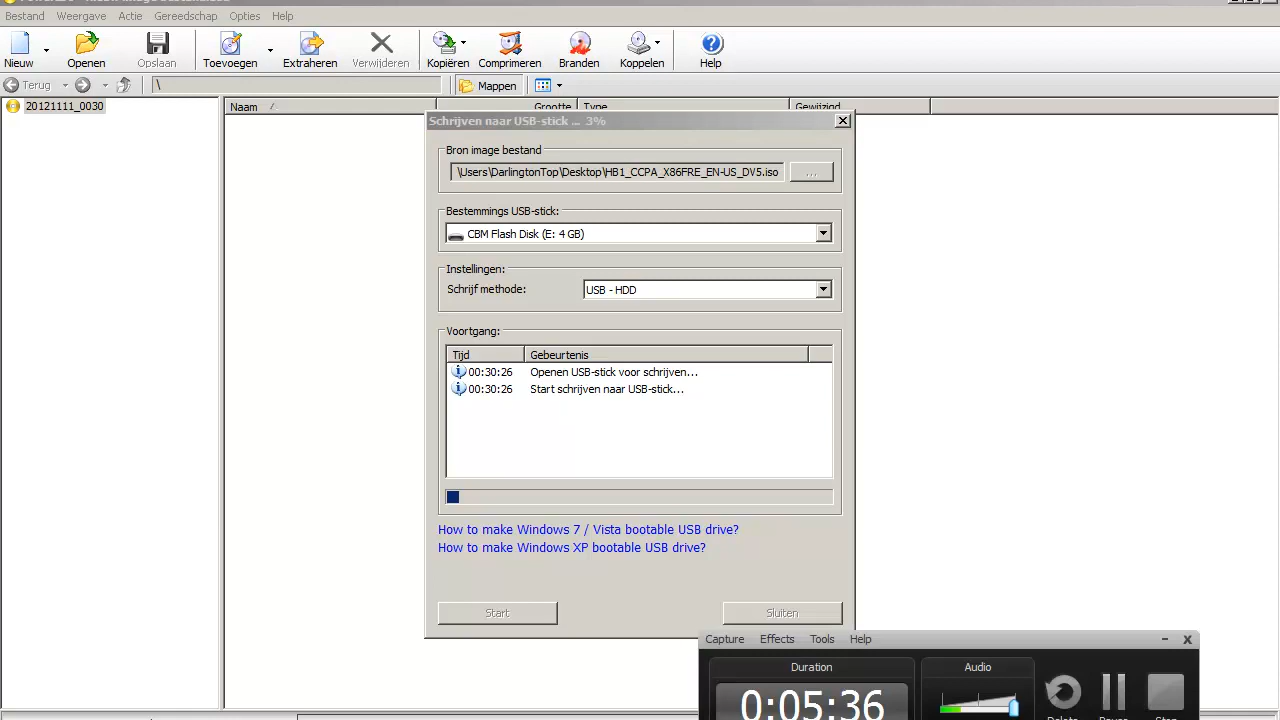 Bestand Weergave Actie Gereedschap Opties Help
Nieuw Openen Opslaan Toevoegen Extraheren Verwijderen Kopiëren Comprimeren Branden Koppelen Help
Terug \ Mappen
20121111_0030
Naam Grootte Type Gewijzigd
Schrijven naar USB-stick ... 3%
Bron image bestand
\Users\DarlingtonTop\Desktop\HB1_CCPA_X86FRE_EN-US_DV5.iso ...
Bestemmings USB-stick:
CBM Flash Disk (E: 4 GB)
Instellingen:
Schrijf methode: USB - HDD
Voortgang:
Tijd Gebeurtenis
00:30:26 Openen USB-stick voor schrijven...
00:30:26 Start schrijven naar USB-stick...
How to make Windows 7 / Vista bootable USB drive?
How to make Windows XP bootable USB drive?
Start Sluiten
Capture Effects Tools Help
Duration Audio
0:05:36